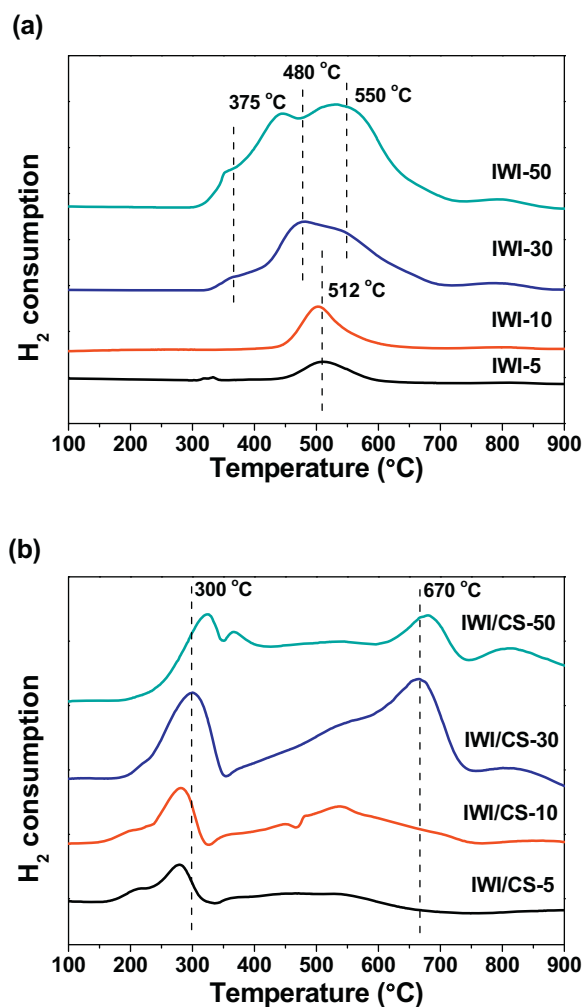 (a)
480 °C
375 °C
550 °C
IWI-50
IWI-30
512 °C
IWI-10
IWI-5
H2 consumption
100 200 300 400 500 600 700 800 900
Temperature (°C)
(b)
300 °C
670 °C
IWI/CS-50
IWI/CS-30
IWI/CS-10
IWI/CS-5
H2 consumption
100 200 300 400 500 600 700 800 900
Temperature (°C)